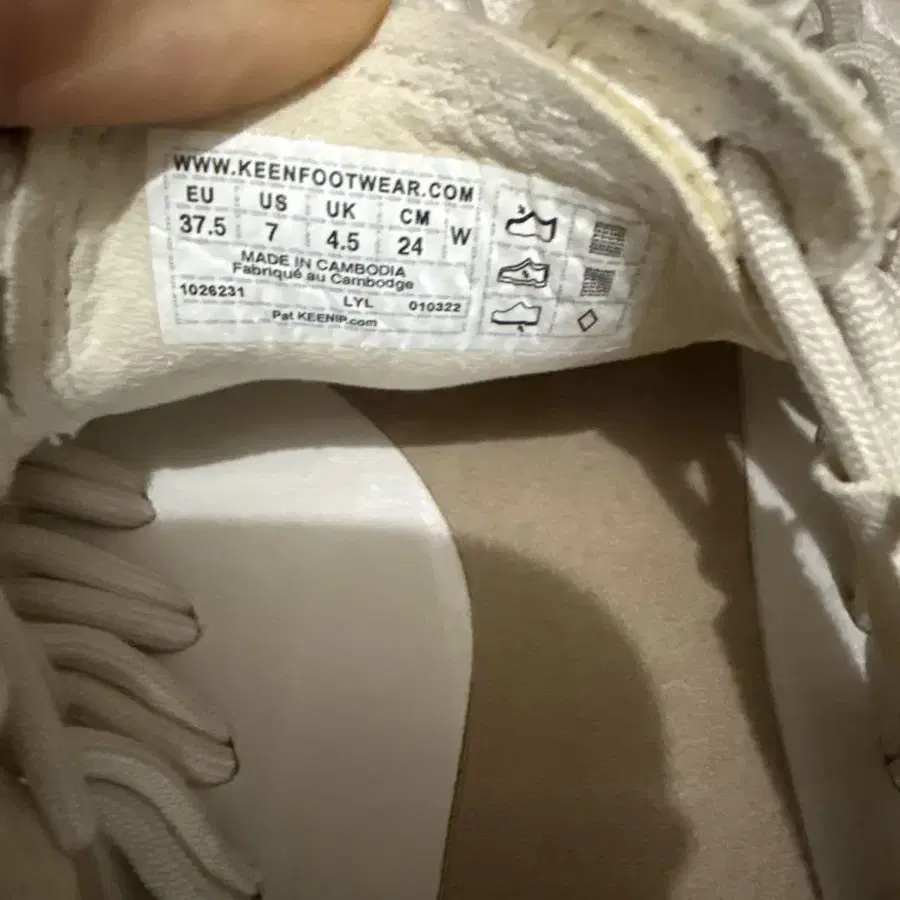 WWW.KEENFOOTWEAR.COM
EU US UK CM W
37.5 7 4.5 24
MADE IN CAMBODIA
Fabriqué au Cambodge
1026231 LYL 010322
Pat KEENIP.com